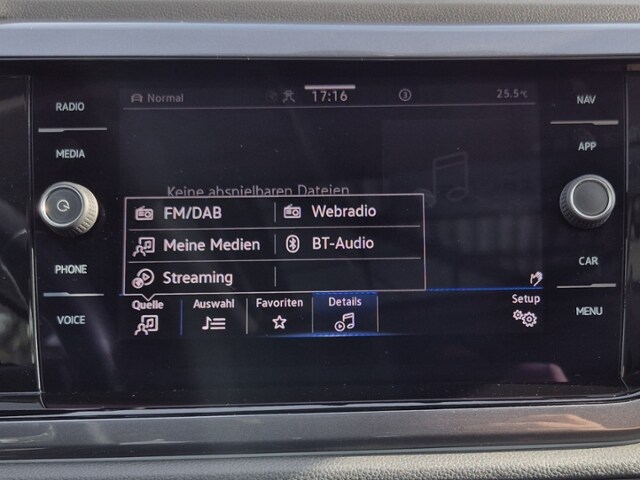 RADIO
MEDIA
PHONE
VOICE
Normal
17:16
3
25.5°C
Keine abspielbaren Dateien
FM/DAB
Webradio
Meine Medien
BT-Audio
Streaming
Quelle
Auswahl
Favoriten
Details
Setup
NAV
APP
CAR
MENU